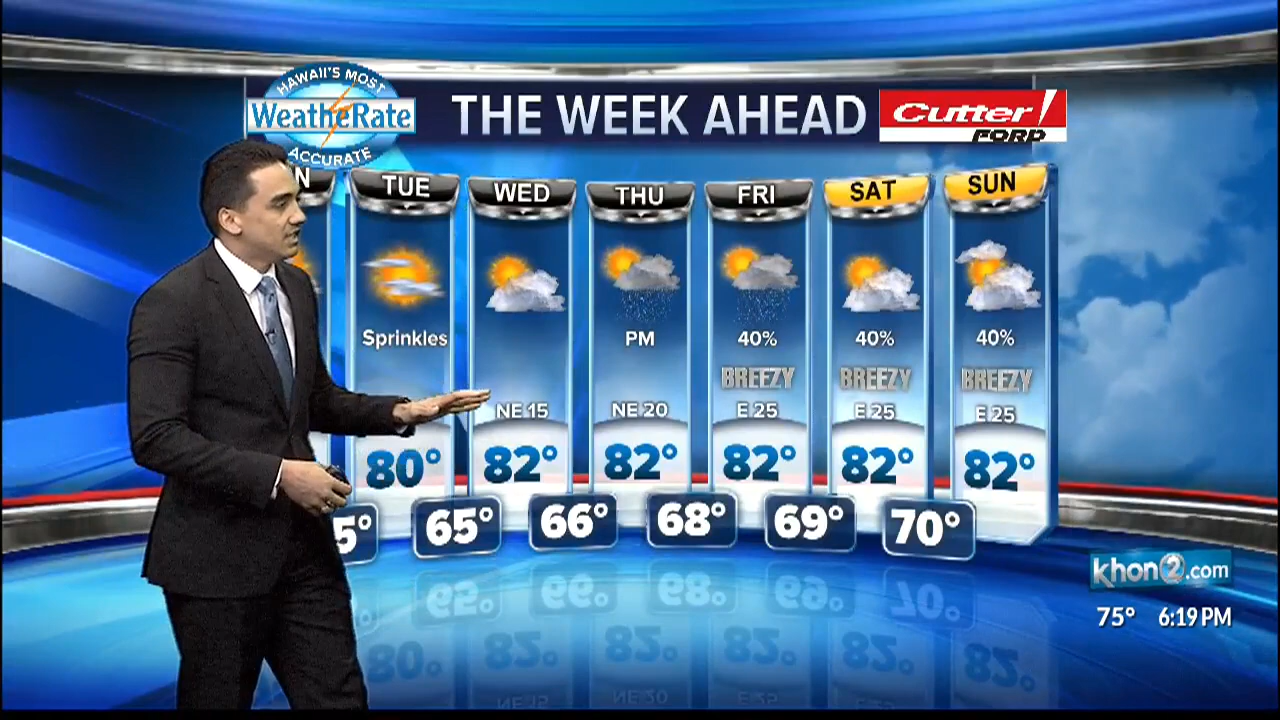 HAWAII'S MOST
WeatheRate
ACCURATE
THE WEEK AHEAD
Cutter!
FORD
N
TUE
WED
THU
FRI
SAT
SUN
Sprinkles
PM
40%
40%
40%
BREEZY
BREEZY
BREEZY
NE 15
NE 20
E 25
E 25
E 25
80°
82°
82°
82°
82°
82°
5°
65°
66°
68°
69°
70°
khon2.com
75° 6:19 PM